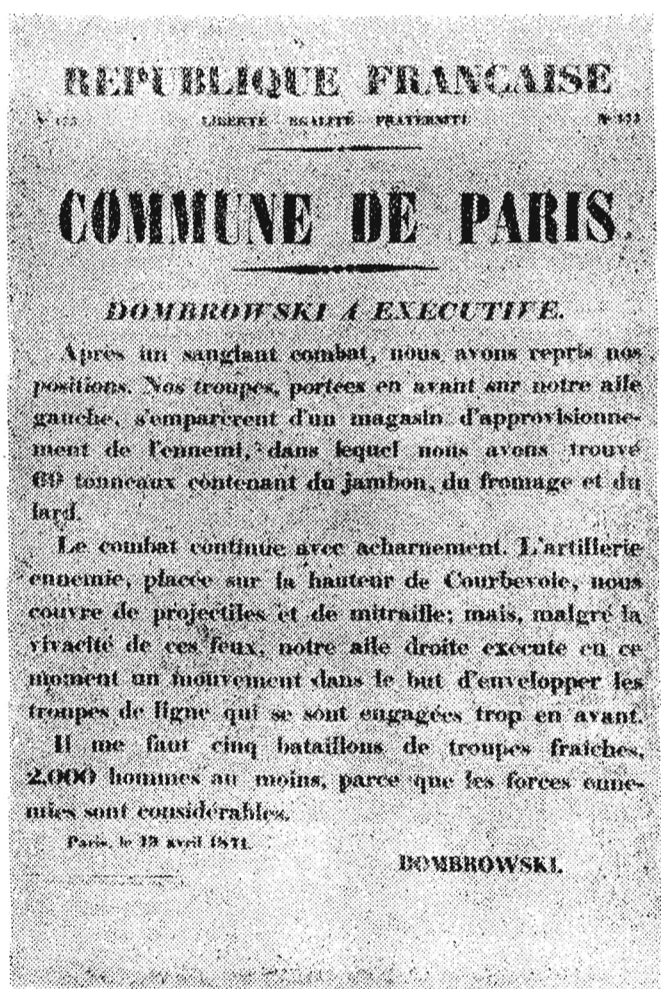 RÉPUBLIQUE FRANÇAISE
LIBERTÉ ÉGALITÉ FRATERNITÉ
COMMUNE DE PARIS
DOMBROWSKI A EXECUTIVE.
Après un sanglant combat, nous avons repris nos
positions. Nos troupes, portées en avant sur notre aile
gauche, s'emparèrent d'un magasin d'approvisionne-
ment de l'ennemi, dans lequel nous avons trouvé
69 tonneaux contenant du jambon, du fromage et du
lard.
Le combat continue avec acharnement. L'artillerie
ennemie, placée sur la hauteur de Courbevoie, nous
couvre de projectiles et de mitraille; mais, malgré la
vivacité de ces feux, notre aile droite exécute en ce
moment un mouvement dans le but d'envelopper les
troupes de ligne qui se sont engagées trop en avant.
Il me faut cinq bataillons de troupes fraîches,
2,000 hommes au moins, parce que les forces enne-
mies sont considérables.
Paris, le avril 1871.
DOMBROWSKI.